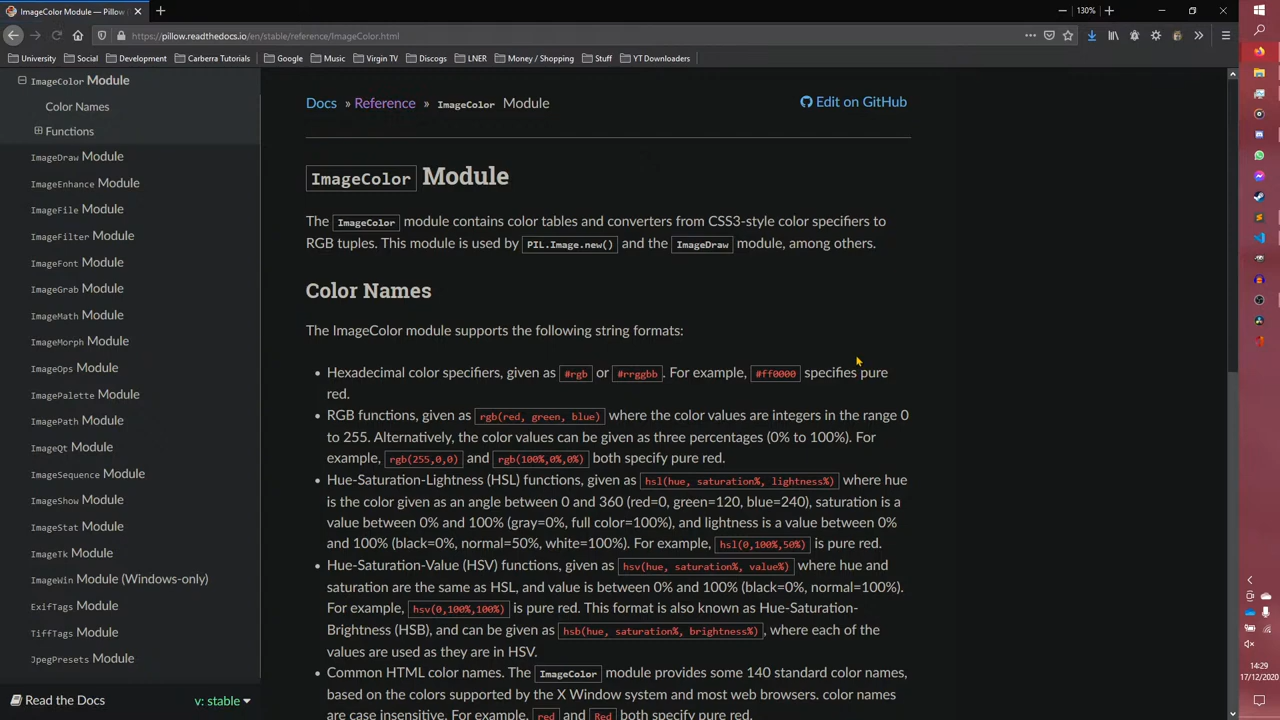 ImageColor Module — Pillow
130%
https://pillow.readthedocs.io/en/stable/reference/ImageColor.html
University Social Development Carberra Tutorials Google Music Virgin TV Discogs LNER Money / Shopping Stuff YT Downloaders
ImageColor Module
Color Names
Functions
ImageDraw Module
ImageEnhance Module
ImageFile Module
ImageFilter Module
ImageFont Module
ImageGrab Module
ImageMath Module
ImageMorph Module
ImageOps Module
ImagePalette Module
ImagePath Module
ImageQt Module
ImageSequence Module
ImageShow Module
ImageStat Module
ImageTk Module
ImageWin Module (Windows-only)
ExifTags Module
TiffTags Module
JpegPresets Module
Read the Docs v: stable
Docs » Reference » ImageColor Module
Edit on GitHub
ImageColor Module
The ImageColor module contains color tables and converters from CSS3-style color specifiers to
RGB tuples. This module is used by PIL.Image.new() and the ImageDraw module, among others.
Color Names
The ImageColor module supports the following string formats:
• Hexadecimal color specifiers, given as #rgb or #rrggbb. For example, #ff0000 specifies pure
red.
• RGB functions, given as rgb(red, green, blue) where the color values are integers in the range 0
to 255. Alternatively, the color values can be given as three percentages (0% to 100%). For
example, rgb(255,0,0) and rgb(100%,0%,0%) both specify pure red.
• Hue-Saturation-Lightness (HSL) functions, given as hsl(hue, saturation%, lightness%) where hue
is the color given as an angle between 0 and 360 (red=0, green=120, blue=240), saturation is a
value between 0% and 100% (gray=0%, full color=100%), and lightness is a value between 0%
and 100% (black=0%, normal=50%, white=100%). For example, hsl(0,100%,50%) is pure red.
• Hue-Saturation-Value (HSV) functions, given as hsv(hue, saturation%, value%) where hue and
saturation are the same as HSL, and value is between 0% and 100% (black=0%, normal=100%).
For example, hsv(0,100%,100%) is pure red. This format is also known as Hue-Saturation-
Brightness (HSB), and can be given as hsb(hue, saturation%, brightness%), where each of the
values are used as they are in HSV.
• Common HTML color names. The ImageColor module provides some 140 standard color names,
based on the colors supported by the X Window system and most web browsers. color names
are case insensitive. For example, red and Red both specify pure red.
14:29
17/12/2020